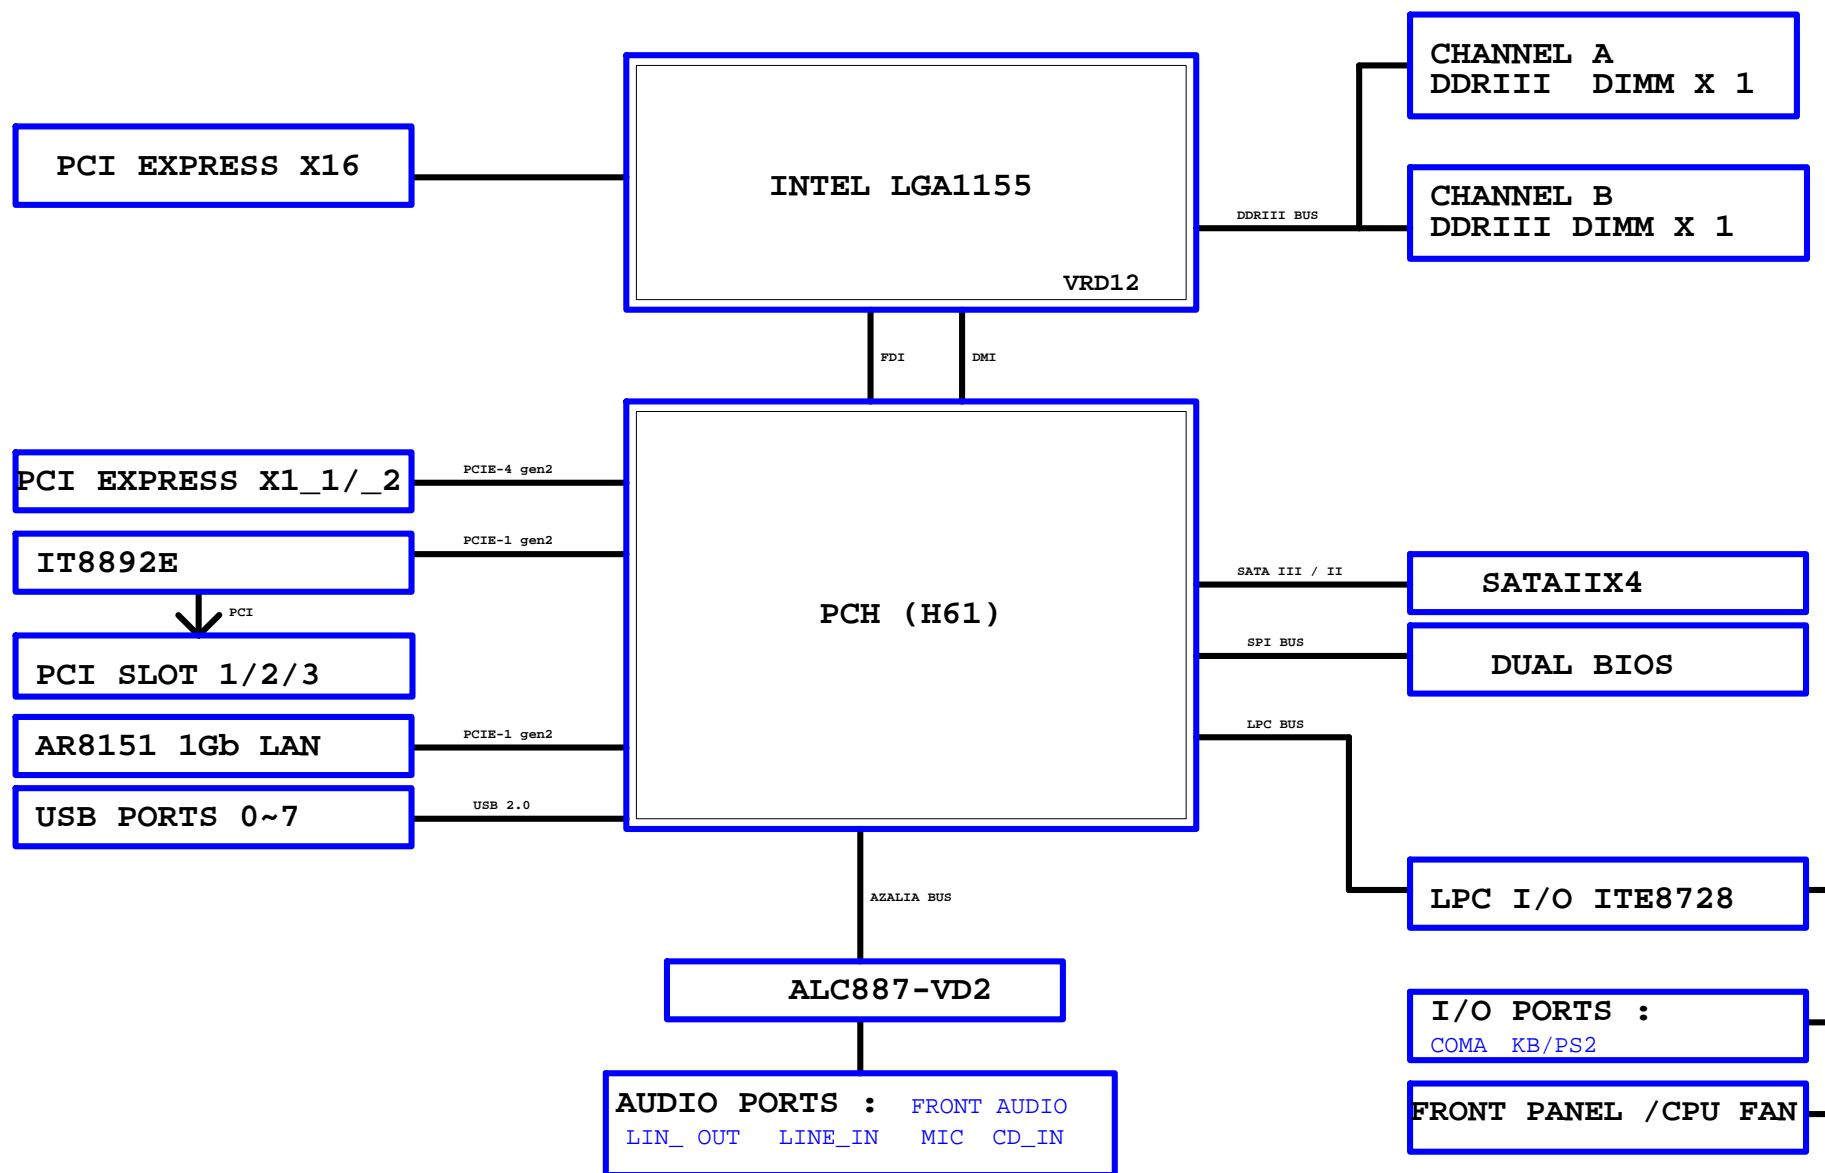 CHANNEL A
DDRIII DIMM X 1
PCI EXPRESS X16
INTEL LGA1155
VRD12
DDRIII BUS
CHANNEL B
DDRIII DIMM X 1
FDI
DMI
PCI EXPRESS X1_1/_2
PCIE-4 gen2
IT8892E
PCIE-1 gen2
PCI
PCI SLOT 1/2/3
AR8151 1Gb LAN
PCIE-1 gen2
USB PORTS 0~7
USB 2.0
PCH (H61)
SATA III / II
SATAIIX4
SPI BUS
DUAL BIOS
LPC BUS
LPC I/O ITE8728
AZALIA BUS
ALC887-VD2
I/O PORTS :
COMA KB/PS2
AUDIO PORTS : FRONT AUDIO
LIN_ OUT LINE_IN MIC CD_IN
FRONT PANEL /CPU FAN